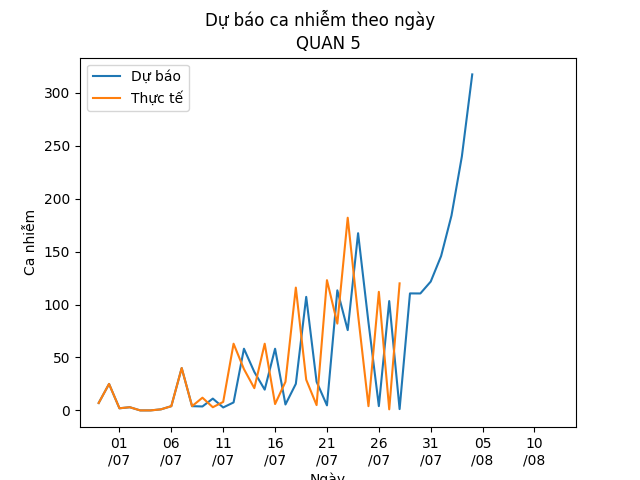 Dự báo ca nhiễm theo ngày
QUAN 5
Dự báo
Thực tế
Ca nhiễm
300
250
200
150
100
50
0
01 06 11 16 21 26 31 05 10
/07 /07 /07 /07 /07 /07 /07 /08 /08
Ngày